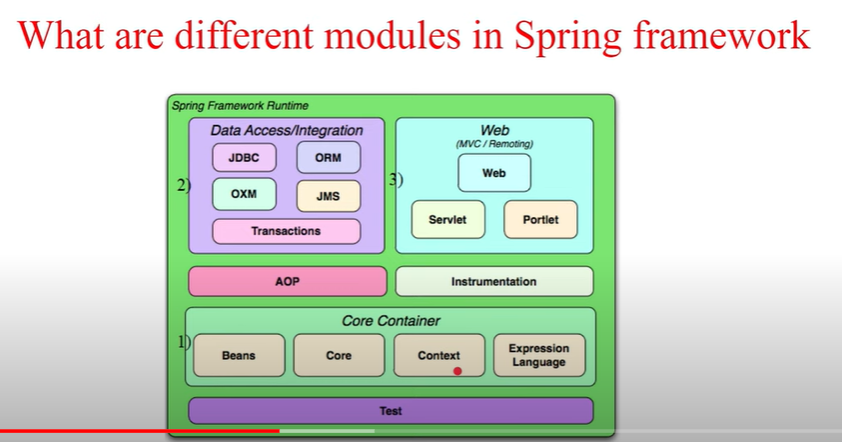 What are different modules in Spring framework
Spring Framework Runtime
2)
Data Access/Integration
JDBC
ORM
OXM
JMS
Transactions
3)
Web
(MVC / Remoting)
Web
Servlet
Portlet
AOP
Instrumentation
1)
Core Container
Beans
Core
Context
Expression
Language
Test